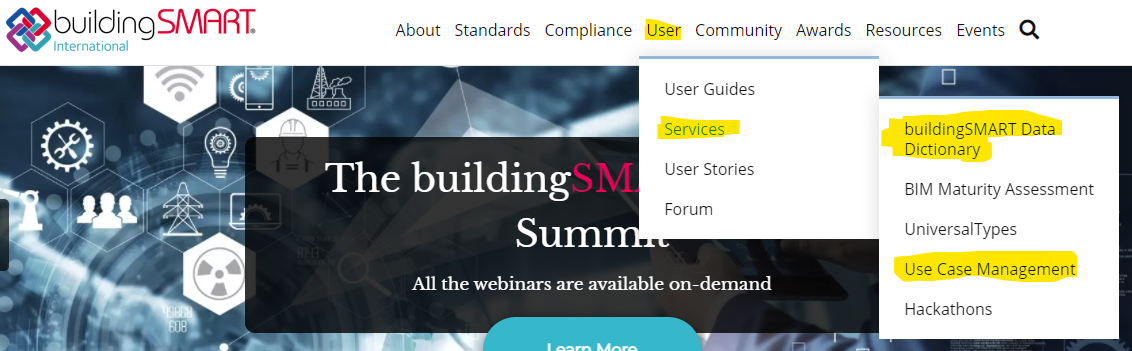 buildingSMART®
International
About Standards Compliance User Community Awards Resources Events
User Guides
Services
User Stories
Forum
buildingSMART Data
Dictionary
BIM Maturity Assessment
UniversalTypes
Use Case Management
Hackathons
The buildingSMA
Summit
All the webinars are available on-demand
Learn More